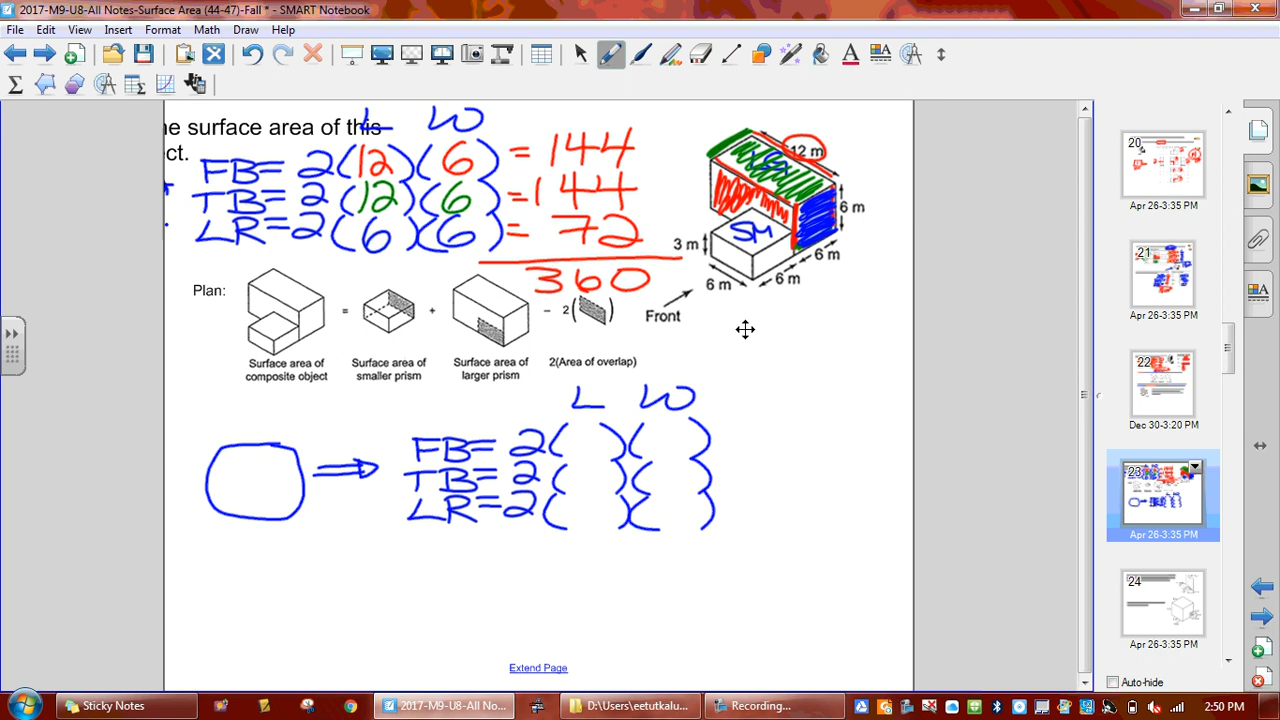 2017-M9-U8-All Notes-Surface Area (44-47)-Fall * - SMART Notebook
File Edit View Insert Format Math Draw Help
e surface area of this
ect.
L W
FB= 2(12)(6) = 144
TB= 2(12)(6) = 144
LR= 2(6)(6) = 72
360
12 m
6 m
6 m
SM
3 m
6 m
6 m
Front
Plan:
= + - 2( )
Surface area of composite object
Surface area of smaller prism
Surface area of larger prism
2(Area of overlap)
L W
FB= 2( )( )
TB= 2( )( )
LR= 2( )( )
Extend Page
20
Apr 26-3:35 PM
21
Apr 26-3:35 PM
22
Dec 30-3:20 PM
23
Apr 26-3:35 PM
24
Apr 26-3:35 PM
Auto-hide
Sticky Notes
2017-M9-U8-All No...
D:\Users\eetutkalu...
Recording...
2:50 PM